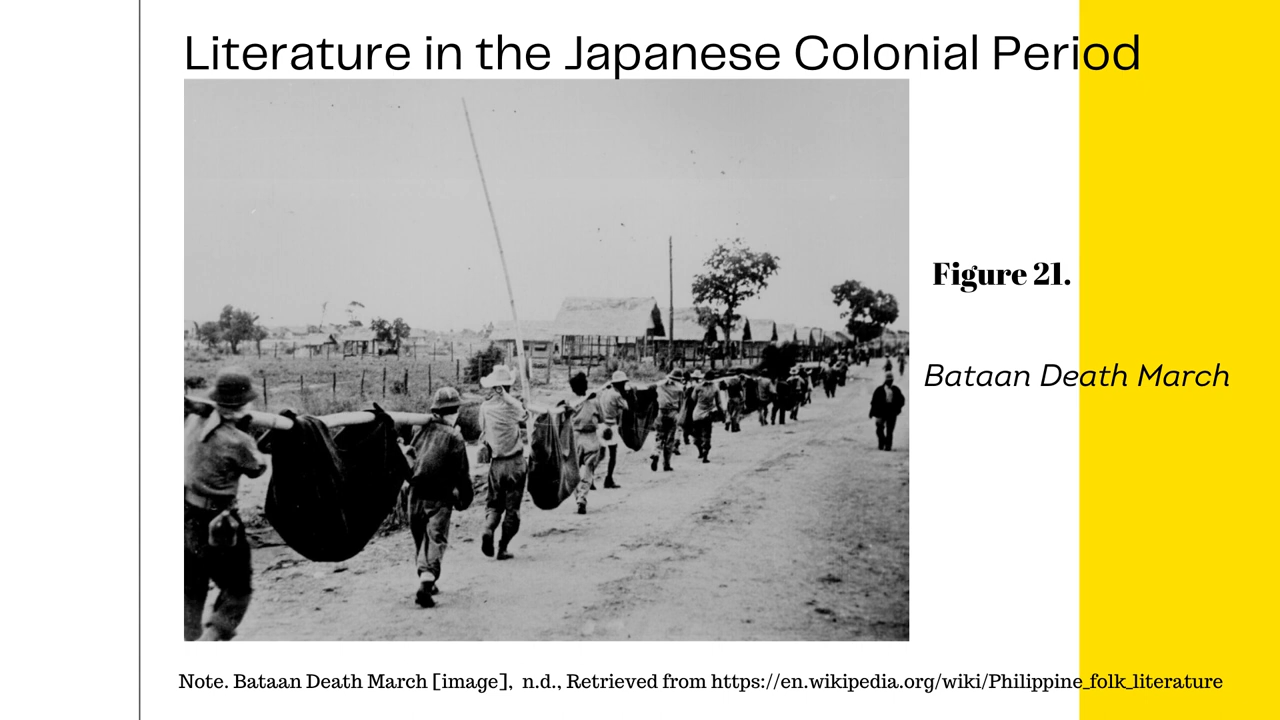 Literature in the Japanese Colonial Period
Figure 21.
Bataan Death March
Note. Bataan Death March [image],  n.d., Retrieved from https://en.wikipedia.org/wiki/Philippine_folk_literature